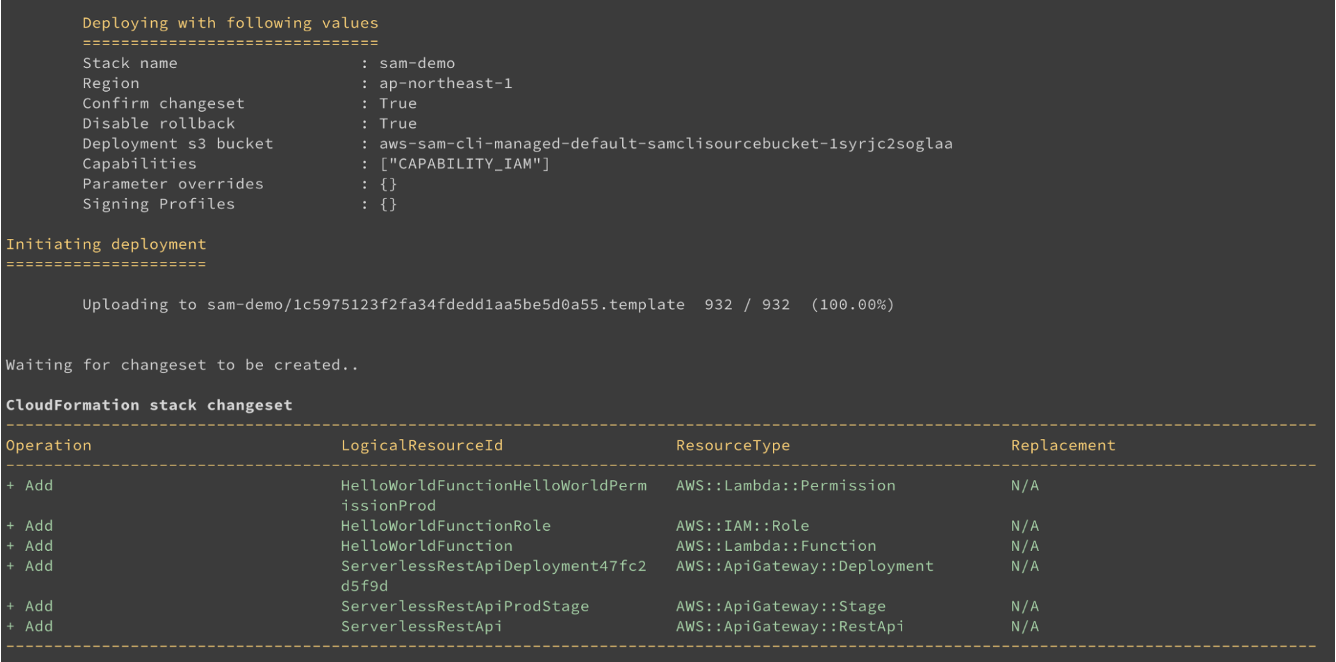 Deploying with following values
===============================
Stack name                   : sam-demo
Region                       : ap-northeast-1
Confirm changeset            : True
Disable rollback             : True
Deployment s3 bucket         : aws-sam-cli-managed-default-samclisourcebucket-1syrjc2soglaa
Capabilities                 : ["CAPABILITY_IAM"]
Parameter overrides          : {}
Signing Profiles             : {}
Initiating deployment
=====================
Uploading to sam-demo/1c5975123f2fa34fdedd1aa5be5d0a55.template  932 / 932  (100.00%)
Waiting for changeset to be created..
CloudFormation stack changeset
-----------------------------------------------------------------------------------------------------------------------------------------
Operation                          LogicalResourceId                  ResourceType                       Replacement
-----------------------------------------------------------------------------------------------------------------------------------------
+ Add                              HelloWorldFunctionHelloWorldPerm   AWS::Lambda::Permission            N/A
                                   issionProd
+ Add                              HelloWorldFunctionRole             AWS::IAM::Role                     N/A
+ Add                              HelloWorldFunction                 AWS::Lambda::Function              N/A
+ Add                              ServerlessRestApiDeployment47fc2   AWS::ApiGateway::Deployment        N/A
                                   d5f9d
+ Add                              ServerlessRestApiProdStage         AWS::ApiGateway::Stage             N/A
+ Add                              ServerlessRestApi                  AWS::ApiGateway::RestApi           N/A
-----------------------------------------------------------------------------------------------------------------------------------------